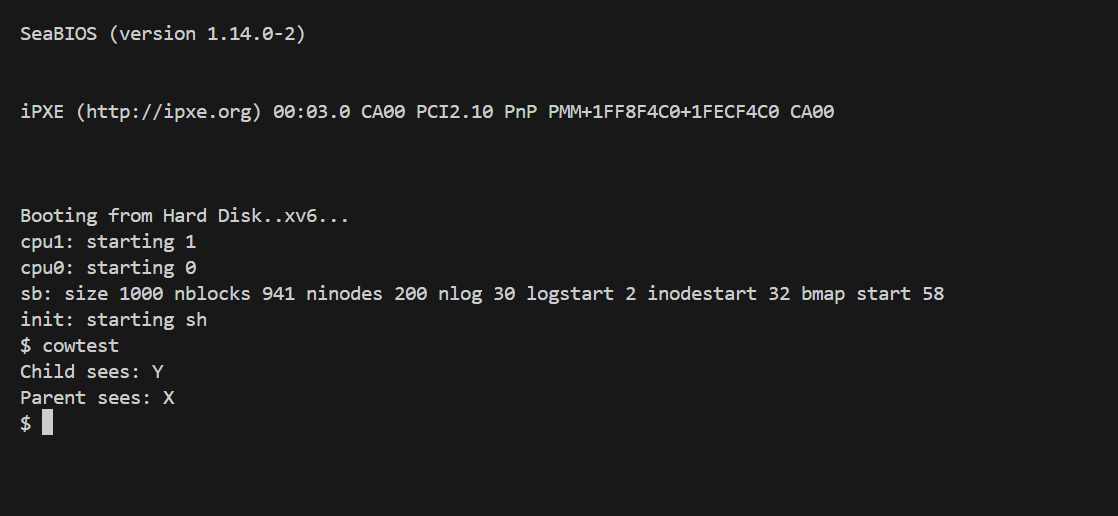 SeaBIOS (version 1.14.0-2)
iPXE (http://ipxe.org) 00:03.0 CA00 PCI2.10 PnP PMM+1FF8F4C0+1FECF4C0 CA00
Booting from Hard Disk..xv6...
cpu1: starting 1
cpu0: starting 0
sb: size 1000 nblocks 941 ninodes 200 nlog 30 logstart 2 inodestart 32 bmap start 58
init: starting sh
$ cowtest
Child sees: Y
Parent sees: X
$